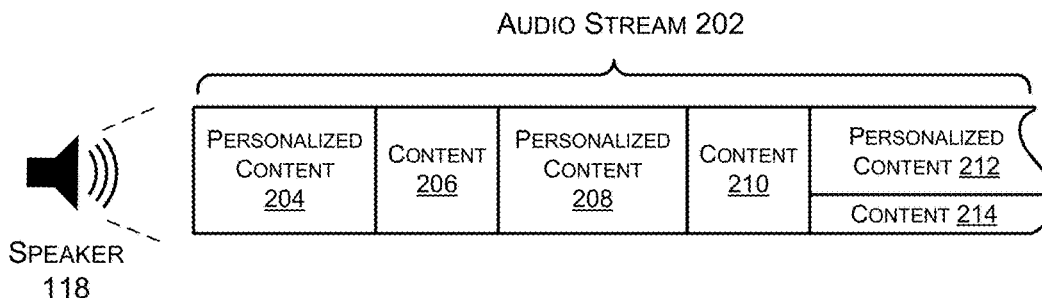 AUDIO STREAM 202
PERSONALIZED
CONTENT
204
CONTENT
206
PERSONALIZED
CONTENT
208
CONTENT
210
PERSONALIZED
CONTENT 212
CONTENT 214
SPEAKER
118